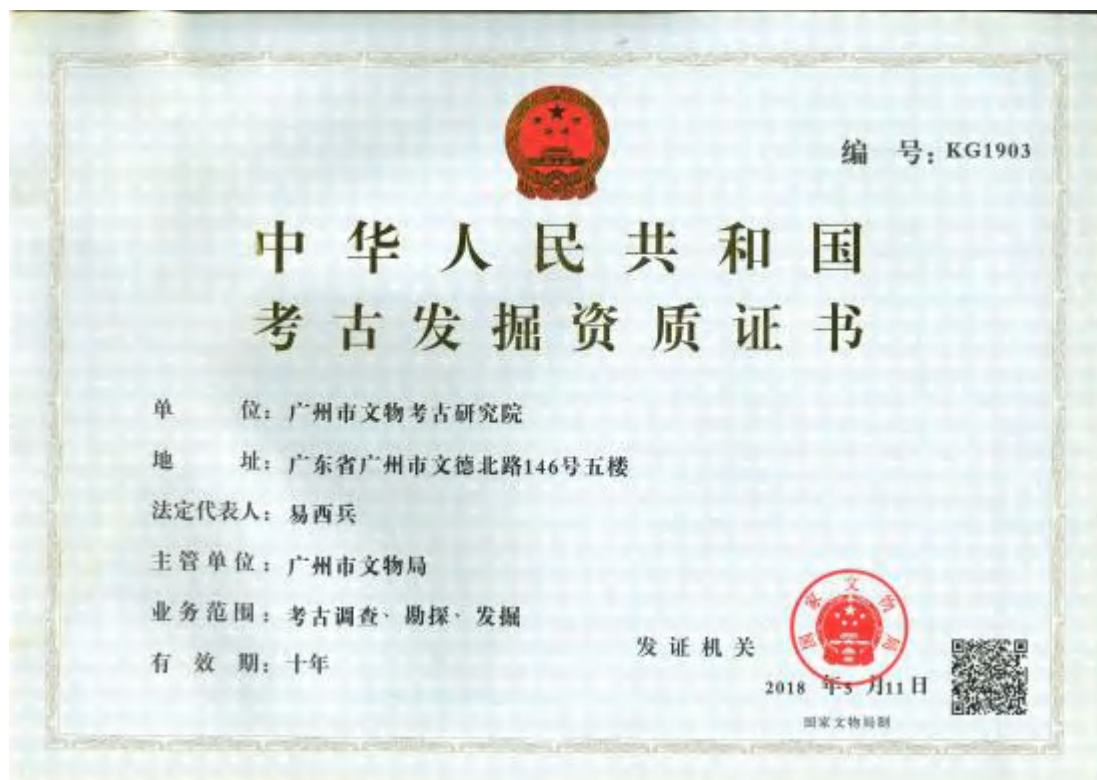 编 号：KG1903
中华人民共和国
考古发掘资质证书
单 位：广州市文物考古研究院
地 址：广东省广州市文德北路146号五楼
法定代表人：易西兵
主管单位：广州市文物局
业务范围：考古调查、勘探、发掘
有 效 期：十年
发证机关
国家文物局
2018 年5 月11日
国家文物局制